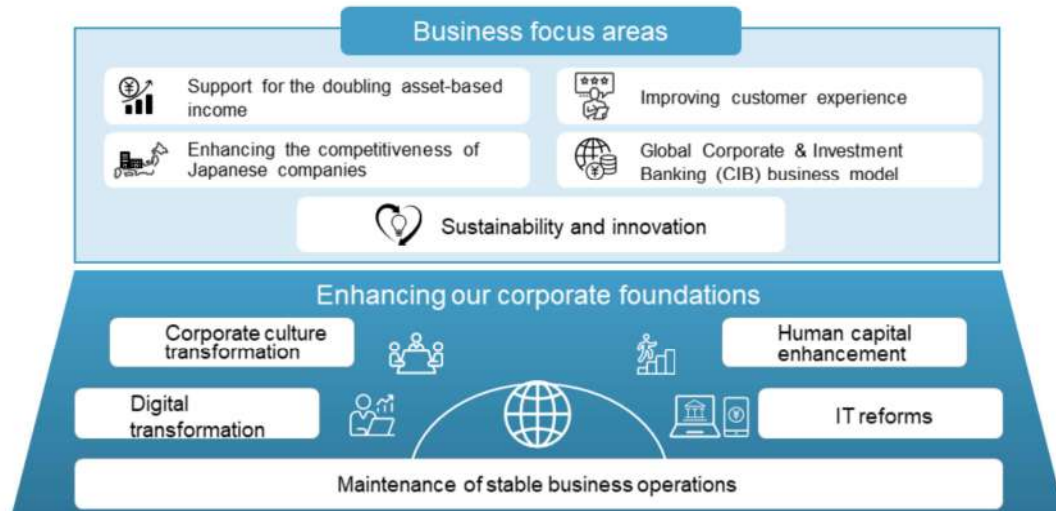 Business focus areas
Support for the doubling asset-based
income
Improving customer experience
Enhancing the competitiveness of
Japanese companies
Global Corporate & Investment
Banking (CIB) business model
Sustainability and innovation
Enhancing our corporate foundations
Corporate culture
transformation
Human capital
enhancement
Digital
transformation
IT reforms
Maintenance of stable business operations